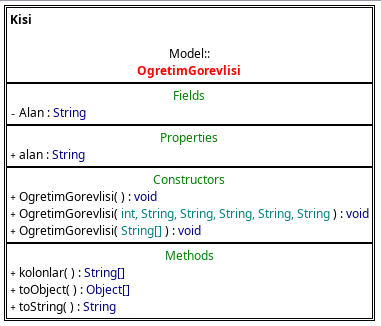 Kisi
Model::
OgretimGorevlisi
Fields
- Alan : String
Properties
+ alan : String
Constructors
+ OgretimGorevlisi( ) : void
+ OgretimGorevlisi( int, String, String, String, String, String ) : void
+ OgretimGorevlisi( String[] ) : void
Methods
+ kolonlar( ) : String[]
+ toObject( ) : Object[]
+ toString( ) : String